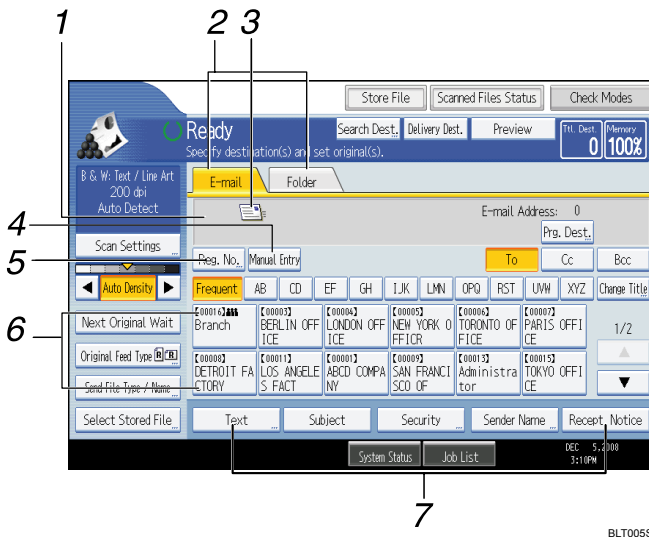 1
2
3
4
5
6
7
Store File
Scanned Files Status
Check Modes
Ready
Search Dest.
Delivery Dest.
Preview
Ttl. Dest.
0
Memory
100%
Specify destination(s) and set original(s).
B & W: Text / Line Art
200 dpi
Auto Detect
E-mail
Folder
E-mail Address: 0
Prg. Dest.
Scan Settings
Reg. No.
Manual Entry
To
Cc
Bcc
Auto Density
Frequent
AB
CD
EF
GH
IJK
LMN
OPQ
RST
UVW
XYZ
Change Title
Next Original Wait
[00016]
Branch
[00003]
BERLIN OFF
ICE
[00004]
LONDON OFF
ICE
[00005]
NEW YORK O
FFICR
[00006]
TORONTO OF
FICE
[00007]
PARIS OFFI
CE
1/2
Original Feed Type
[00008]
DETROIT FA
CTORY
[00011]
LOS ANGELE
S FACT
[00001]
ABCD COMPA
NY
[00009]
SAN FRANCI
SCO OF
[00013]
Administra
tor
[00015]
TOKYO OFFI
CE
Send File Type / Name
Select Stored File
Text
Subject
Security
Sender Name
Recept. Notice
System Status
Job List
DEC 5,2008
3:10PM
BLT005S